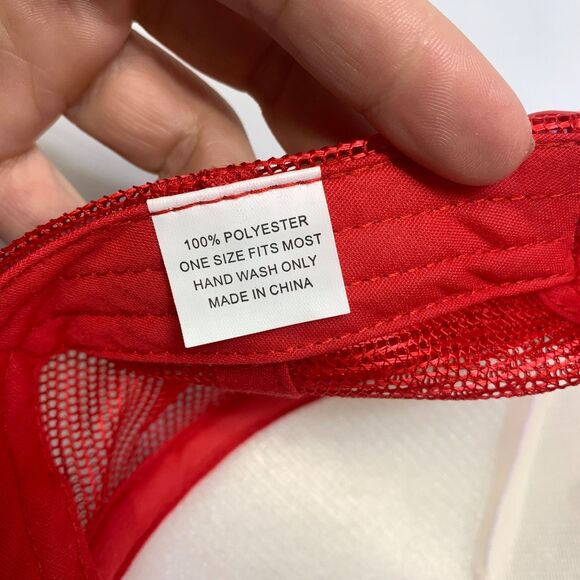 100% POLYESTER
ONE SIZE FITS MOST
HAND WASH ONLY
MADE IN CHINA